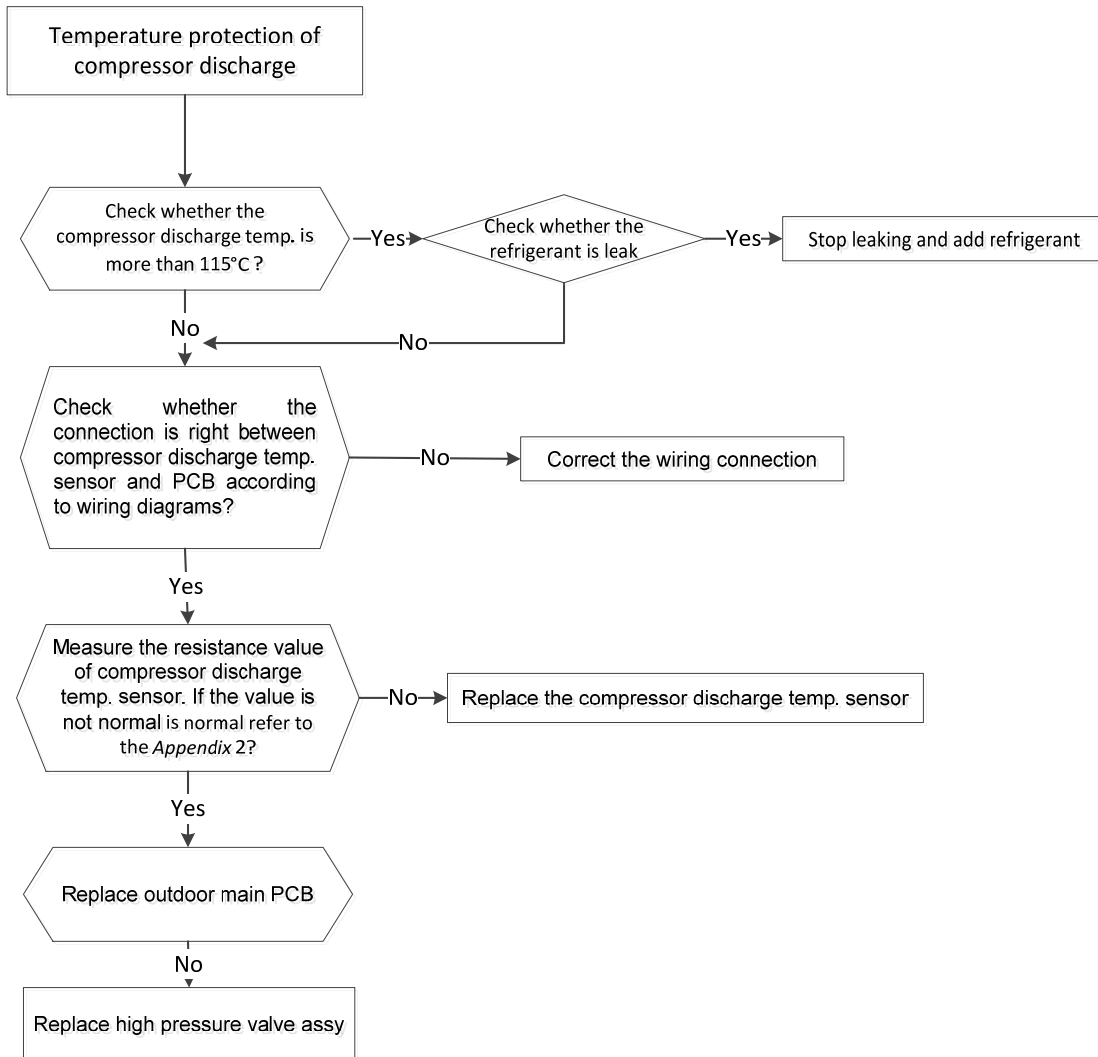 Temperature protection of
compressor discharge
Check whether the
compressor discharge temp. is
more than 115°C ?
Yes
Check whether the
refrigerant is leak
Yes
Stop leaking and add refrigerant
No
No
Check whether the
connection is right between
compressor discharge temp.
sensor and PCB according
to wiring diagrams?
No
Correct the wiring connection
Yes
Measure the resistance value
of compressor discharge
temp. sensor. If the value is
not normal is normal refer to
the Appendix 2?
No
Replace the compressor discharge temp. sensor
Yes
Replace outdoor main PCB
No
Replace high pressure valve assy